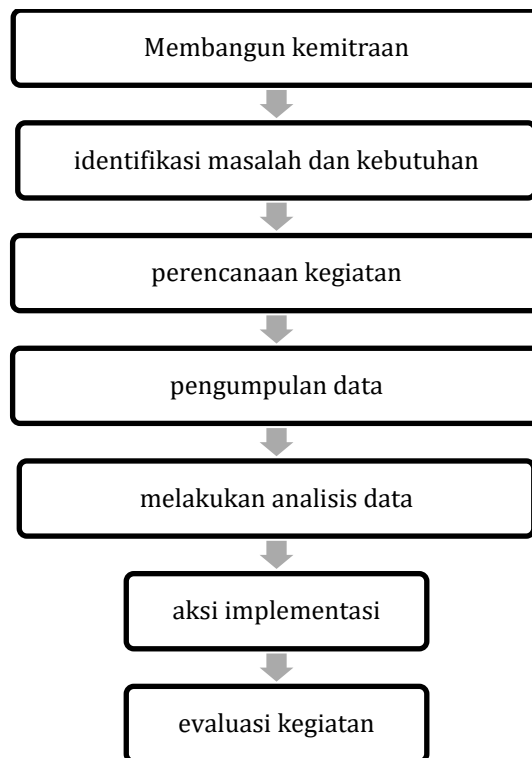 Membangun kemitraan
identifikasi masalah dan kebutuhan
perencanaan kegiatan
pengumpulan data
melakukan analisis data
aksi implementasi
evaluasi kegiatan